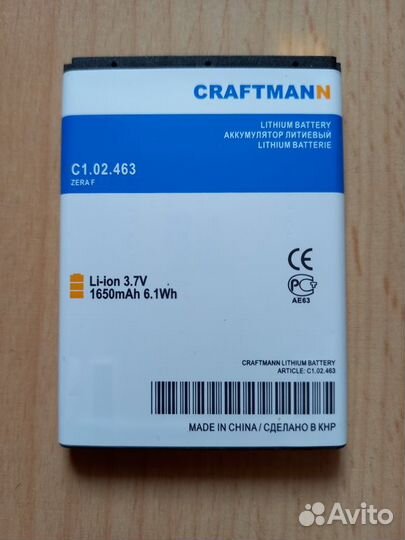 CRAFTMANN
LITHIUM BATTERY
АККУМУЛЯТОР ЛИТИЕВЫЙ
LITHIUM BATTERIE
C1.02.463
ZERA F
Li-ion 3.7V
1650mAh 6.1Wh
CE
РСТ
AE63
CRAFTMANN LITHIUM BATTERY
ARTICLE: C1.02.463
MADE IN CHINA / СДЕЛАНО В КНР
Avito